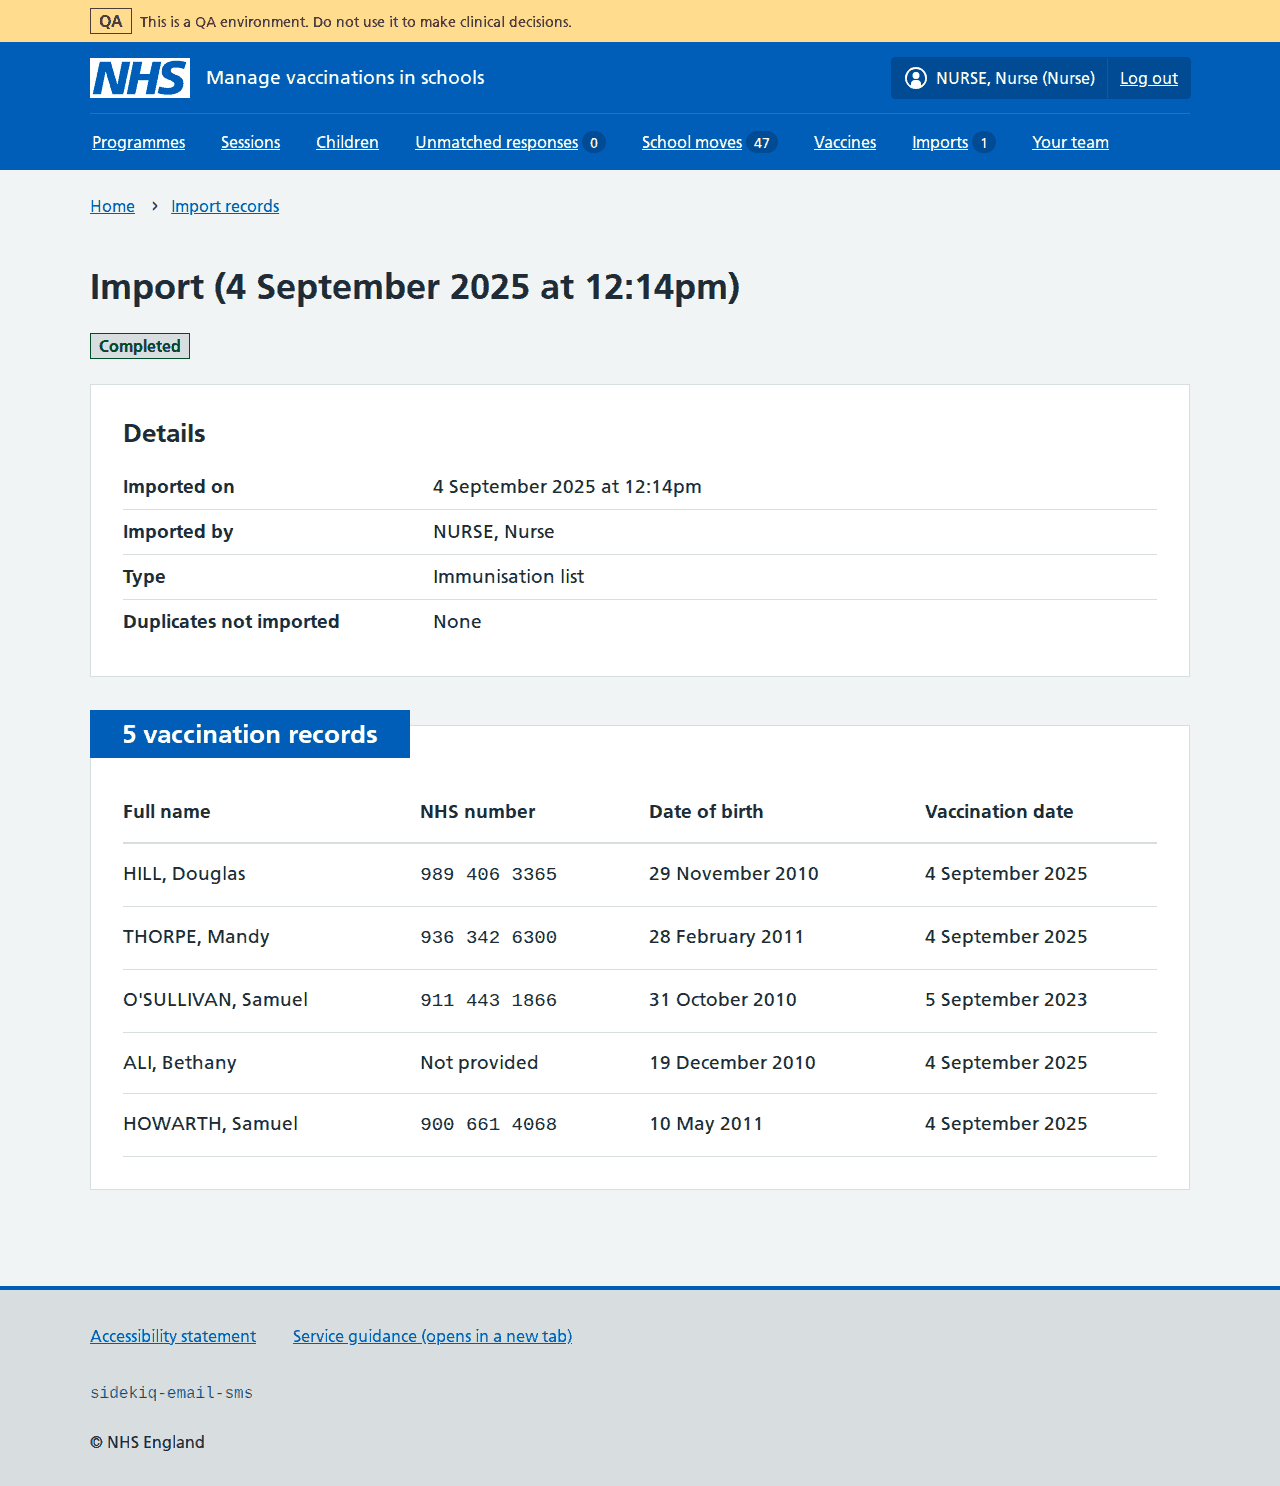 QA This is a QA environment. Do not use it to make clinical decisions.
NHS Manage vaccinations in schools NURSE, Nurse (Nurse) Log out
Programmes Sessions Children Unmatched responses 0 School moves 47 Vaccines Imports 1 Your team
Home › Import records
Import (4 September 2025 at 12:14pm)
Completed
Details
Imported on 4 September 2025 at 12:14pm
Imported by NURSE, Nurse
Type Immunisation list
Duplicates not imported None
5 vaccination records
Full name NHS number Date of birth Vaccination date
HILL, Douglas 989 406 3365 29 November 2010 4 September 2025
THORPE, Mandy 936 342 6300 28 February 2011 4 September 2025
O'SULLIVAN, Samuel 911 443 1866 31 October 2010 5 September 2023
ALI, Bethany Not provided 19 December 2010 4 September 2025
HOWARTH, Samuel 900 661 4068 10 May 2011 4 September 2025
Accessibility statement Service guidance (opens in a new tab)
sidekiq-email-sms
© NHS England